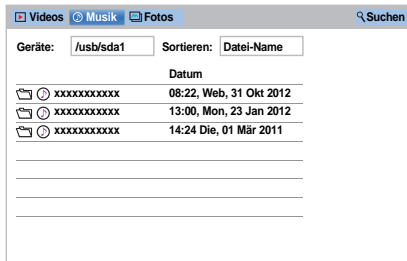 Videos Musik Fotos Suchen
Geräte: /usb/sda1 Sortieren: Datei-Name
Datum
xxxxxxxxxxx 08:22, Web, 31 Okt 2012
xxxxxxxxxxx 13:00, Mon, 23 Jan 2012
xxxxxxxxxxx 14:24 Die, 01 Mär 2011